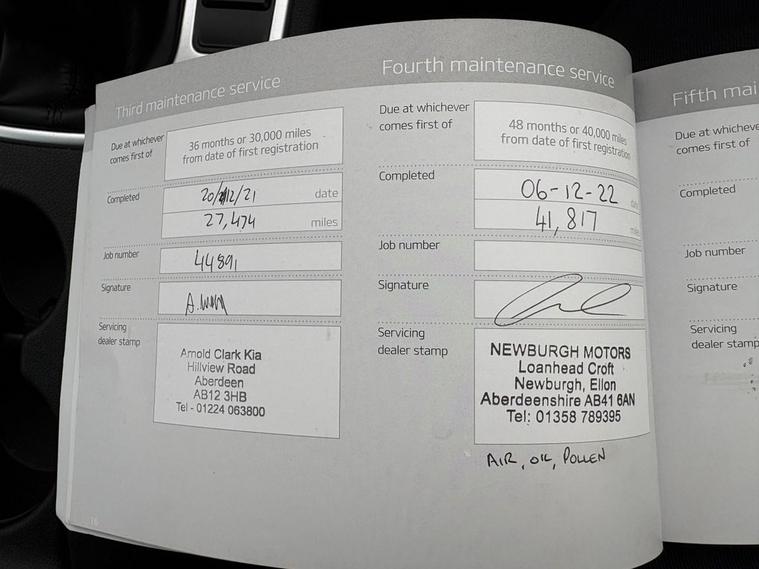 Third maintenance service
Due at whichever
comes first of
36 months or 30,000 miles
from date of first registration
Completed
20/12/21 date
27,474 miles
Job number
44891
Signature
Servicing
dealer stamp
Arnold Clark Kia
Hillview Road
Aberdeen
AB12 3HB
Tel - 01224 063800
16
Fourth maintenance service
Due at whichever
comes first of
48 months or 40,000 miles
from date of first registration
Completed
06-12-22 date
41,817 miles
Job number
Signature
Servicing
dealer stamp
NEWBURGH MOTORS
Loanhead Croft
Newburgh, Ellon
Aberdeenshire AB41 6AN
Tel: 01358 789395
AIR, OIL, POLLEN
Fifth mai
Due at whicheve
comes first of
Completed
Job number
Signature
Servicing
dealer stamp